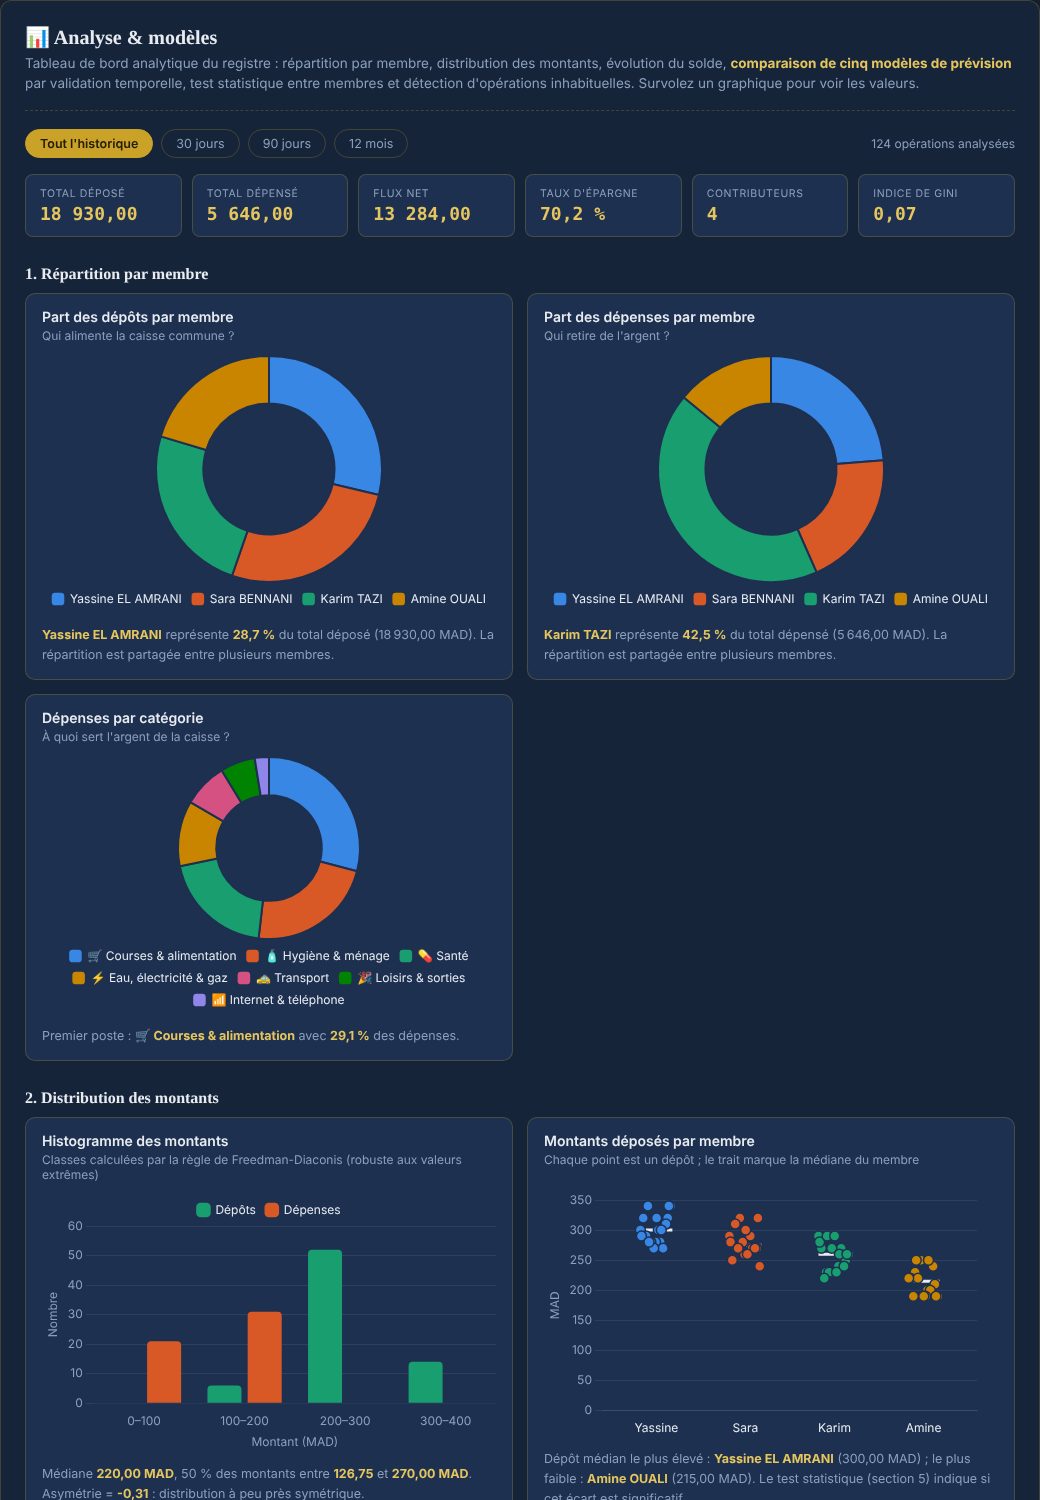 📊 Analyse & modèles
Tableau de bord analytique du registre : répartition par membre, distribution des montants, évolution du solde, comparaison de cinq modèles de prévision
par validation temporelle, test statistique entre membres et détection d'opérations inhabituelles. Survolez un graphique pour voir les valeurs.
Tout l'historique 30 jours 90 jours 12 mois 124 opérations analysées
TOTAL DÉPOSÉ TOTAL DÉPENSÉ FLUX NET TAUX D'ÉPARGNE CONTRIBUTEURS INDICE DE GINI
18 930,00 5 646,00 13 284,00 70,2 % 4 0,07
1. Répartition par membre
Part des dépôts par membre
Qui alimente la caisse commune ?
Yassine EL AMRANI Sara BENNANI Karim TAZI Amine OUALI
Yassine EL AMRANI représente 28,7 % du total déposé (18 930,00 MAD). La
répartition est partagée entre plusieurs membres.
Part des dépenses par membre
Qui retire de l'argent ?
Yassine EL AMRANI Sara BENNANI Karim TAZI Amine OUALI
Karim TAZI représente 42,5 % du total dépensé (5 646,00 MAD). La
répartition est partagée entre plusieurs membres.
Dépenses par catégorie
À quoi sert l'argent de la caisse ?
🛒 Courses & alimentation 🧴 Hygiène & ménage 💊 Santé
⚡ Eau, électricité & gaz 🚕 Transport 🎉 Loisirs & sorties
📶 Internet & téléphone
Premier poste : 🛒 Courses & alimentation avec 29,1 % des dépenses.
2. Distribution des montants
Histogramme des montants
Classes calculées par la règle de Freedman-Diaconis (robuste aux valeurs
extrêmes)
Dépôts Dépenses
60
50
40
30
20
10
0
Nombre
0–100 100–200 200–300 300–400
Montant (MAD)
Médiane 220,00 MAD, 50 % des montants entre 126,75 et 270,00 MAD.
Asymétrie = -0,31 : distribution à peu près symétrique.
Montants déposés par membre
Chaque point est un dépôt ; le trait marque la médiane du membre
350
300
250
200
150
100
50
0
MAD
Yassine Sara Karim Amine
Dépôt médian le plus élevé : Yassine EL AMRANI (300,00 MAD) ; le plus
faible : Amine OUALI (215,00 MAD). Le test statistique (section 5) indique si
cet écart est significatif.